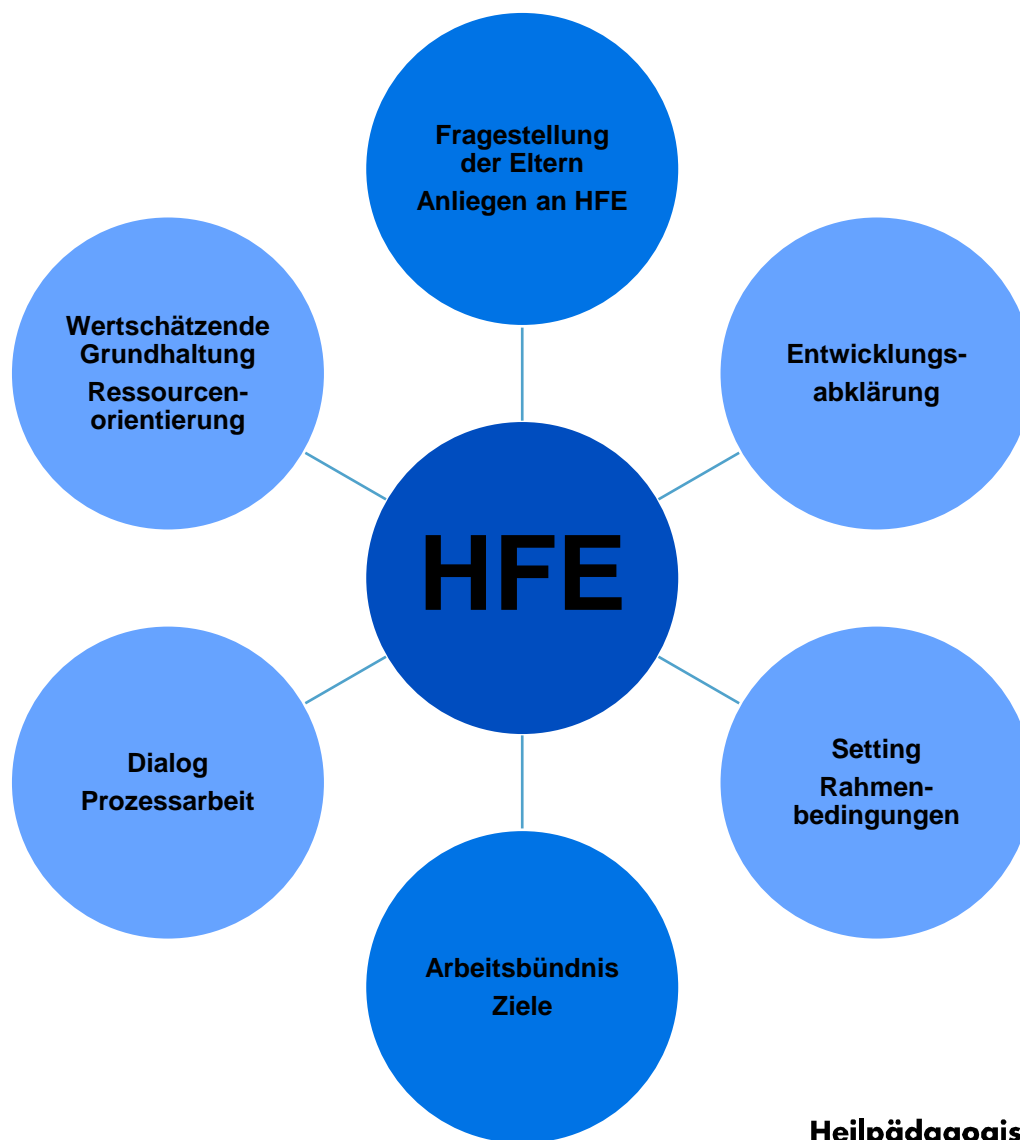 Fragestellung
der Eltern
Anliegen an HFE
Entwicklungs-
abklärung
Setting
Rahmen-
bedingungen
Arbeitsbündnis
Ziele
Dialog
Prozessarbeit
Wertschätzende
Grundhaltung
Ressourcen-
orientierung
HFE
Heilpädagogis